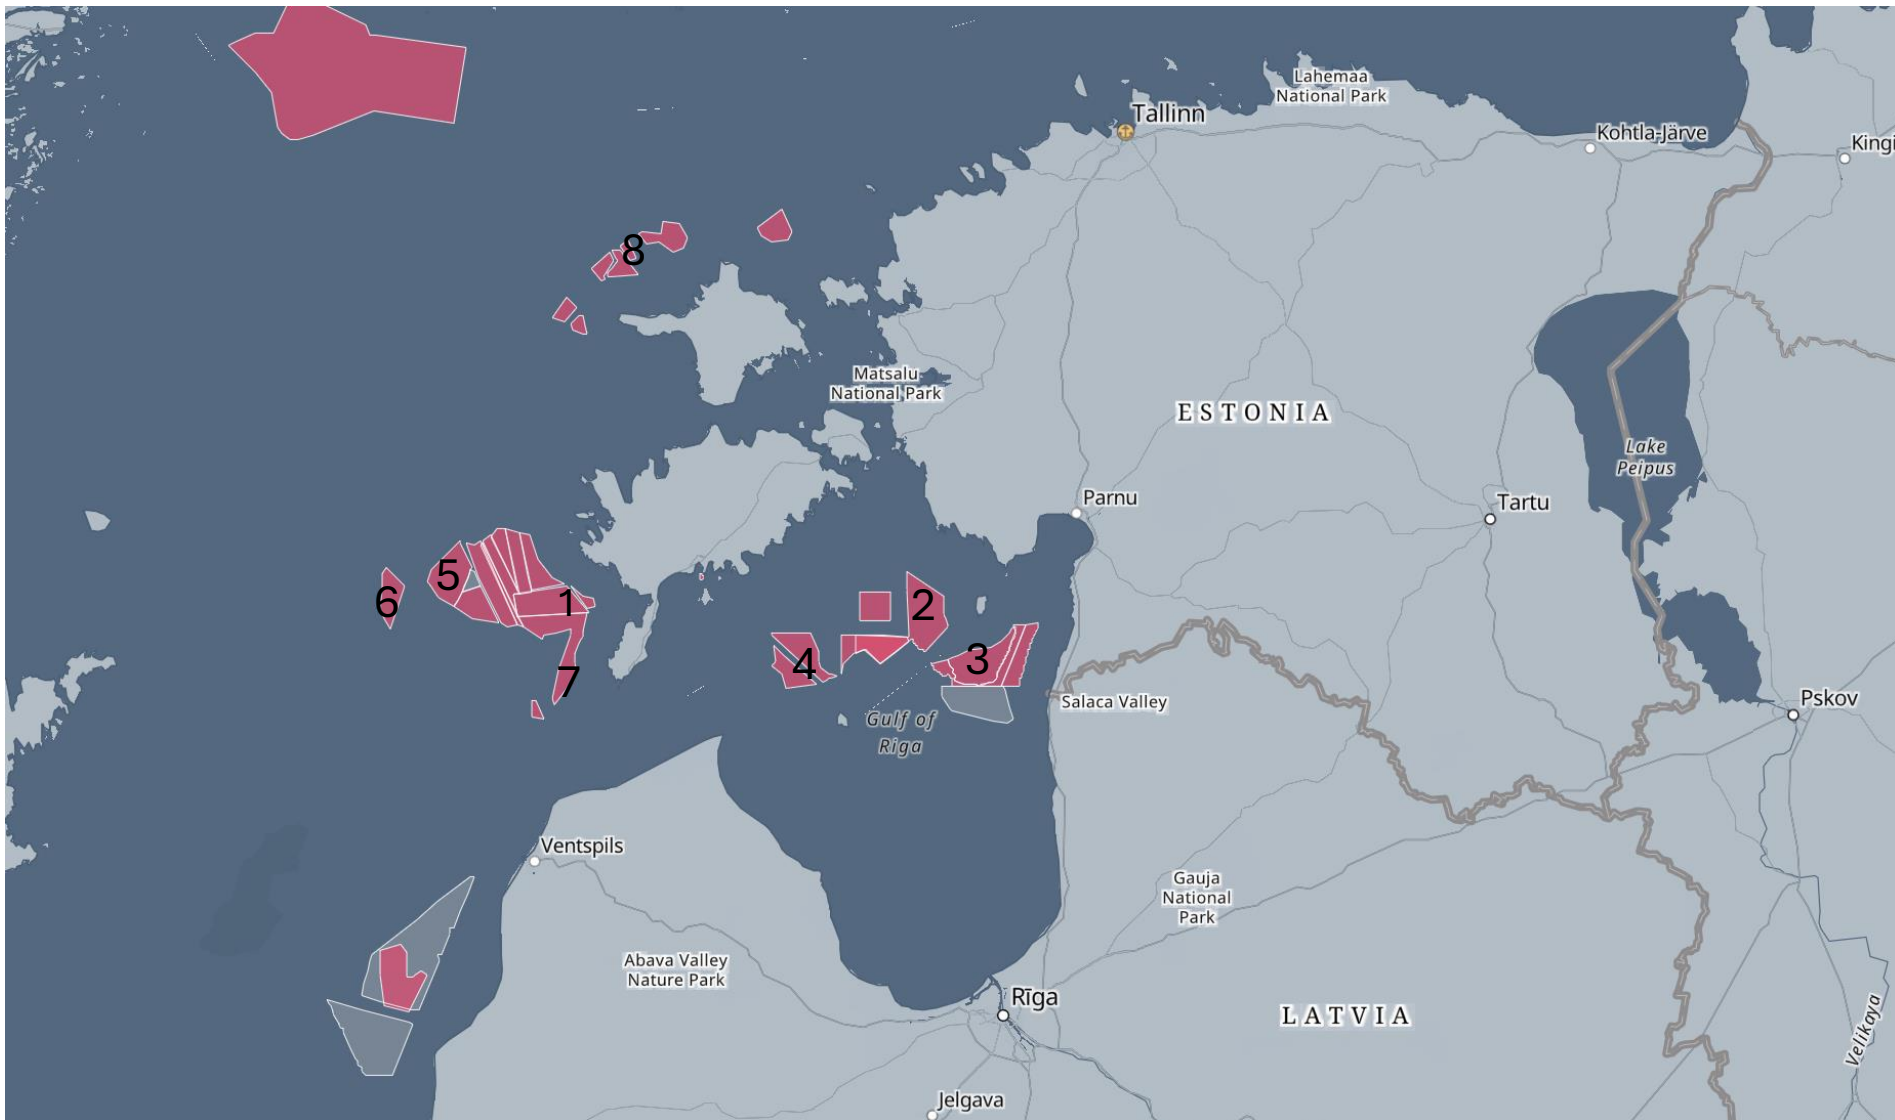 Lahemaa
National Park
Tallinn
Kohtla-Järve
Kingi
8
Matsalu
National Park
ESTONIA
Lake
Peipus
Parnu
Tartu
5
6
1
2
3
4
7
Salaca Valley
Pskov
Gulf of
Riga
Ventspils
Gauja
National
Park
Abava Valley
Nature Park
Rīga
LATVIA
Velikaya
Jelgava